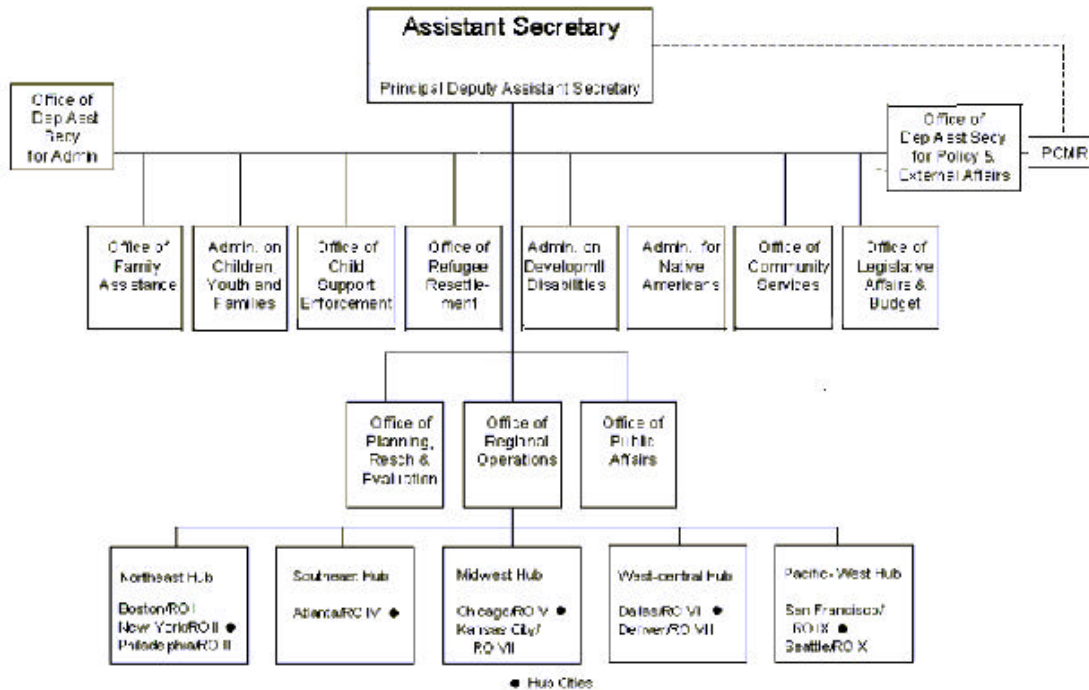 Assistant Secretary
Principal Deputy Assistant Secretary
Office of
Dep Asst
Secy
for Admin
Office of
Dep Asst Secy
for Policy &
External Affairs
PCMR
Office of
Family
Assistance
Admin. on
Children,
Youth and
Families
Office of
Child
Support
Enforcement
Office of
Refugee
Resettle-
ment
Admin. on
Developmtl
Disabilities
Admin. for
Native
Americans
Office of
Community
Services
Office of
Legislative
Affairs &
Budget
Office of
Planning,
Resch &
Evaluation
Office of
Regional
Operations
Office of
Public
Affairs
Northeast Hub
Boston/RO I
New York/RO II ●
Philadelphia/RO III
Southeast Hub
Atlanta/RO IV ●
Midwest Hub
Chicago/RO V ●
Kansas City/
RO VII
West-central Hub
Dallas/RO VI ●
Denver/RO VIII
Pacific-West Hub
San Francisco/
RO IX ●
Seattle/RO X
● Hub Cities